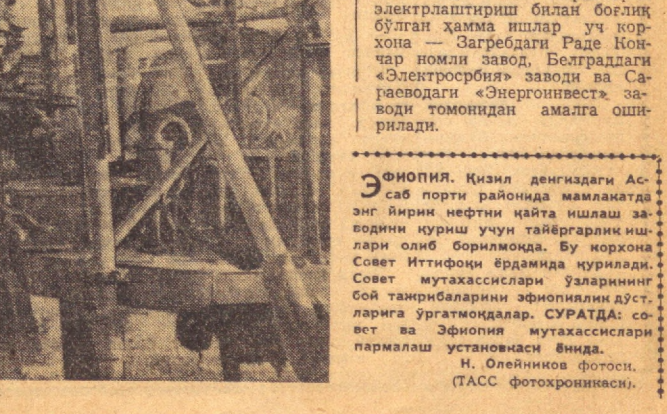 электрлаштириш билан боғлиқ
бўлган ҳамма ишлар уч кор-
хона — Загребдаги Раде Кон-
чар номли завод, Белграддаги
«Электросрбия» заводи ва Са-
раеводаги «Энергоинвест» за-
води томонидан амалга оши-
рилади.
ЭФИОПИЯ. Қизил денгиздаги Ас-
саб порти районида мамлакатда
энг йирик нефтни қайта ишлаш за-
водини қуриш учун тайёргарлик иш-
лари олиб борилмоқда. Бу корхона
Совет Иттифоқи ёрдамида қурилади.
Совет мутахассислари ўзларининг
бой тажрибаларини эфиопиялик дўст-
ларига ўргатмоқдалар. СУРАТДА: со-
вет ва Эфиопия мутахассислари
пармалаш установкаси ёнида.
Н. Олейников фотоси.
(ТАСС фотохроникаси).